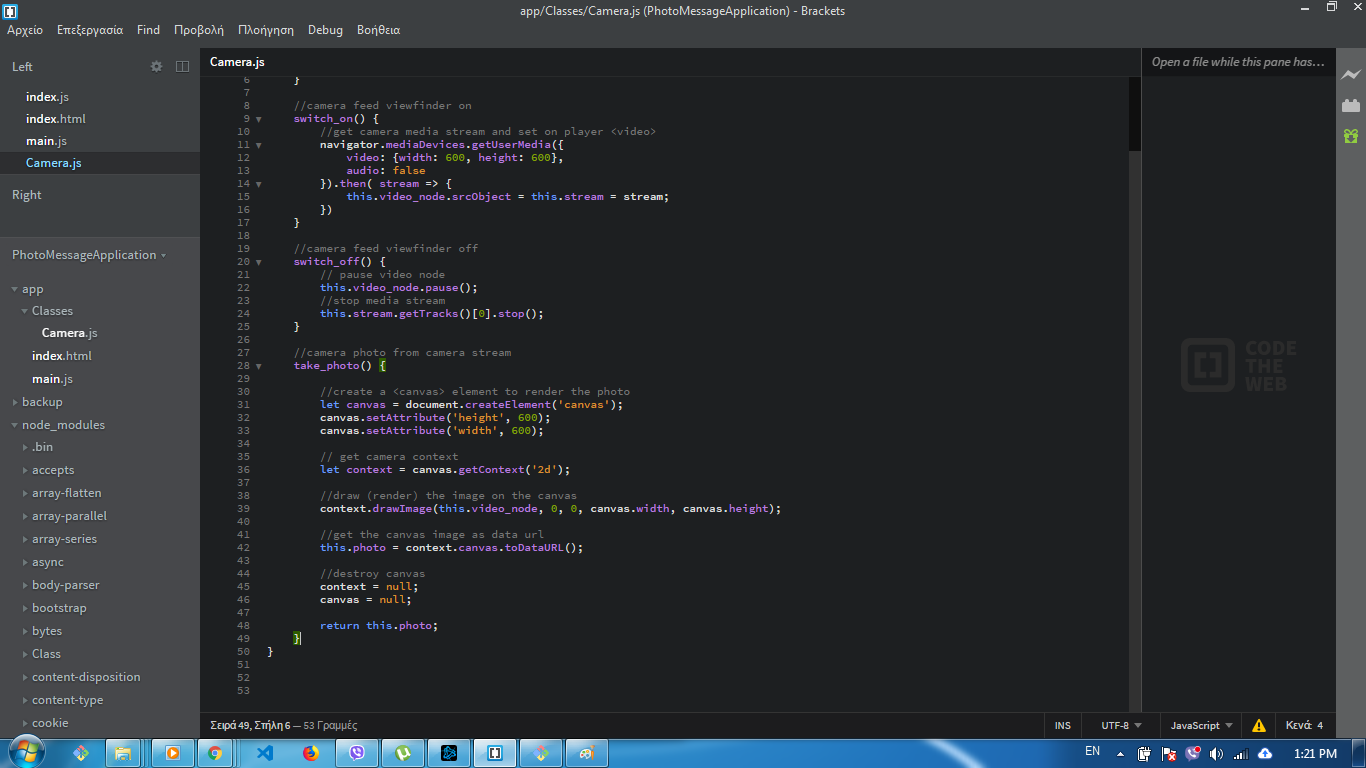 app/Classes/Camera.js (PhotoMessageApplication) - Brackets
Αρχείο Επεξεργασία Find Προβολή Πλοήγηση Debug Βοήθεια
Left
index.js
index.html
main.js
Camera.js
Right
PhotoMessageApplication
app
Classes
Camera.js
index.html
main.js
backup
node_modules
.bin
accepts
array-flatten
array-parallel
array-series
async
body-parser
bootstrap
bytes
Class
content-disposition
content-type
cookie
Camera.js
6 }
7
8 //camera feed viewfinder on
9 switch_on() {
10 //get camera media stream and set on player <video>
11 navigator.mediaDevices.getUserMedia({
12 video: {width: 600, height: 600},
13 audio: false
14 }).then( stream => {
15 this.video_node.srcObject = this.stream = stream;
16 })
17 }
18
19 //camera feed viewfinder off
20 switch_off() {
21 // pause video node
22 this.video_node.pause();
23 //stop media stream
24 this.stream.getTracks()[0].stop();
25 }
26
27 //camera photo from camera stream
28 take_photo() {
29
30 //create a <canvas> element to render the photo
31 let canvas = document.createElement('canvas');
32 canvas.setAttribute('height', 600);
33 canvas.setAttribute('width', 600);
34
35 // get camera context
36 let context = canvas.getContext('2d');
37
38 //draw (render) the image on the canvas
39 context.drawImage(this.video_node, 0, 0, canvas.width, canvas.height);
40
41 //get the canvas image as data url
42 this.photo = context.canvas.toDataURL();
43
44 //destroy canvas
45 context = null;
46 canvas = null;
47
48 return this.photo;
49 }
50 }
51
52
53
Open a file while this pane has...
CODE
THE
WEB
Σειρά 49, Στήλη 6 — 53 Γραμμές
INS UTF-8 JavaScript Κενά: 4
EN 1:21 PM